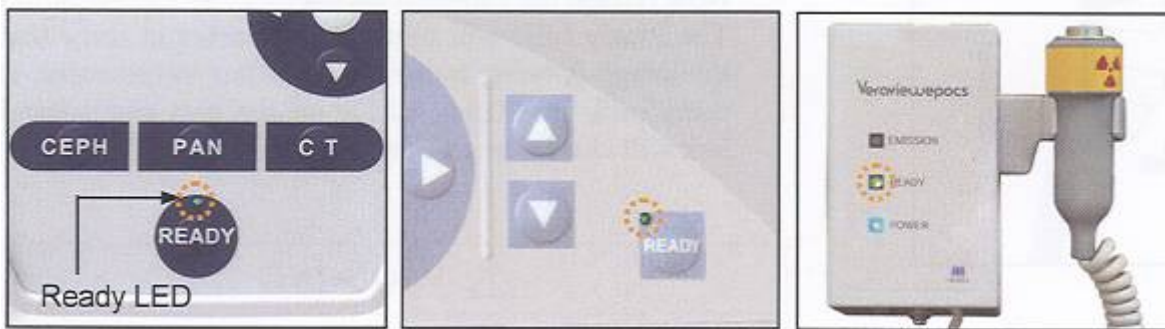 CEPH
PAN
C T
READY
Ready LED
READY
Veraviewepocs
EMISSION
READY
POWER